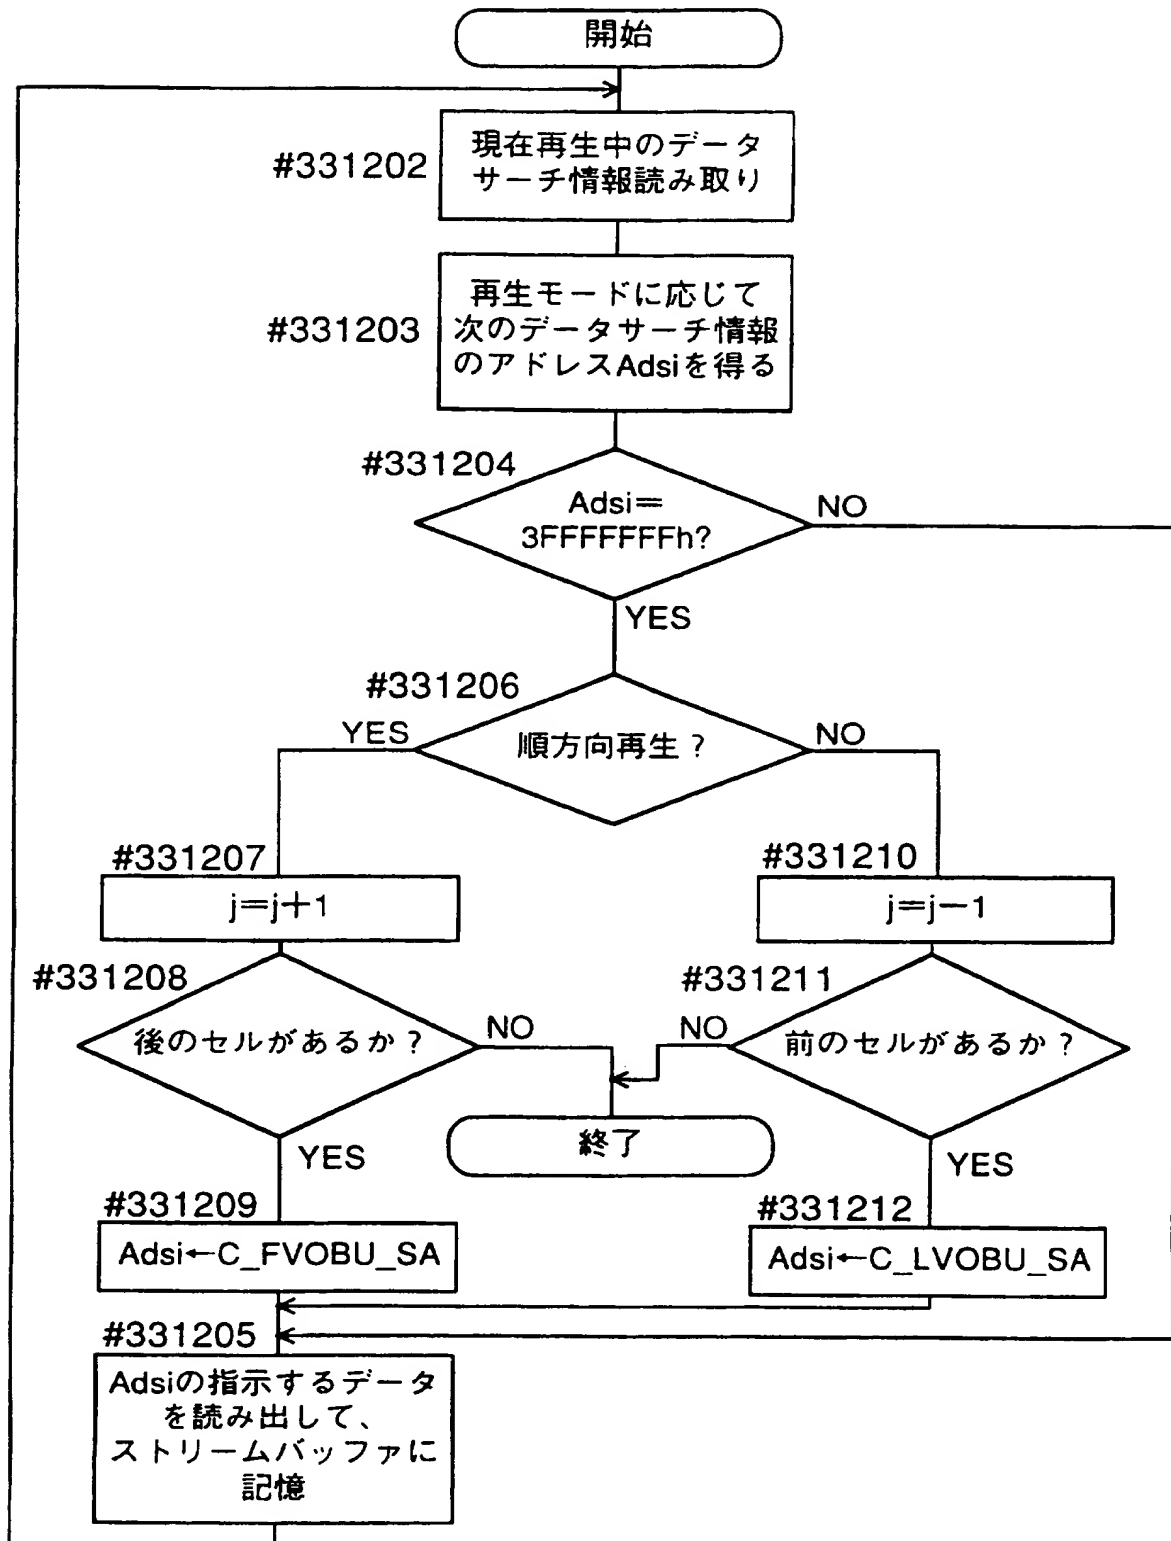 開始
#331202
現在再生中のデータ
サーチ情報読み取り
#331203
再生モードに応じて
次のデータサーチ情報
のアドレスAdsiを得る
#331204
Adsi=
3FFFFFFFh?
NO
YES
#331206
順方向再生?
YES
NO
#331207
j=j+1
#331210
j=j−1
#331208
後のセルがあるか?
NO
#331211
前のセルがあるか?
NO
終了
YES
YES
#331209
Adsi←C_FVOBU_SA
#331212
Adsi←C_LVOBU_SA
#331205
Adsiの指示するデータ
を読み出して、
ストリームバッファに
記憶